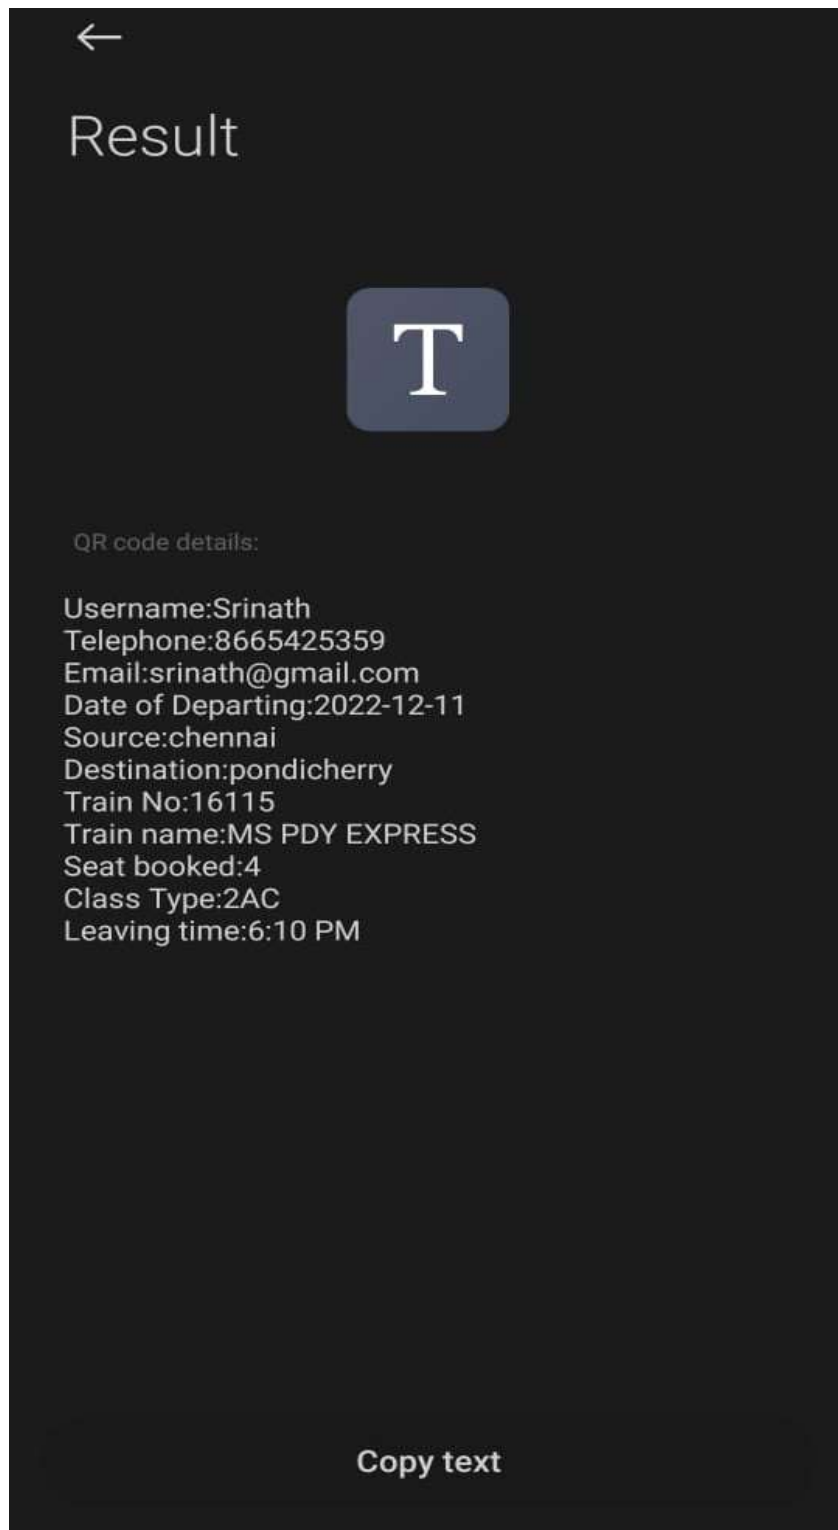 Result
T
QR code details:
Username:Srinath
Telephone:8665425359
Email:srinath@gmail.com
Date of Departing:2022-12-11
Source:chennai
Destination:pondicherry
Train No:16115
Train name:MS PDY EXPRESS
Seat booked:4
Class Type:2AC
Leaving time:6:10 PM
Copy text